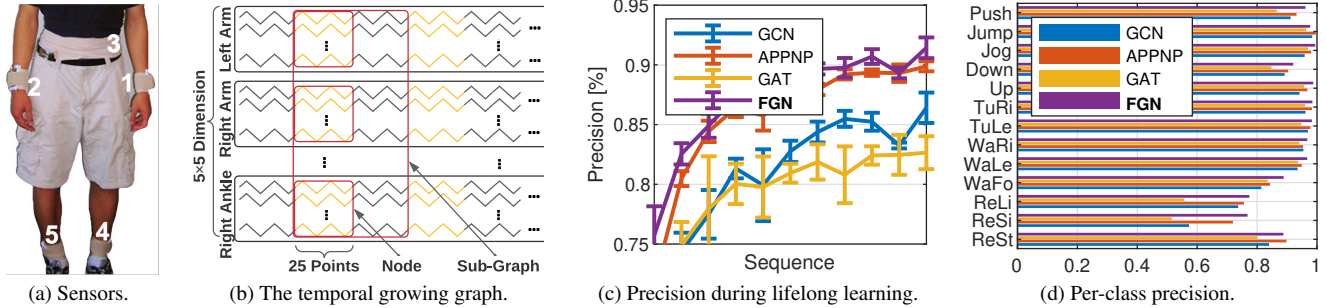 3
2
1
5
4
(a) Sensors.
5×5 Dimension
Left Arm
Right Arm
Right Ankle
25 Points
Node
Sub-Graph
(b) The temporal growing graph.
Precision [%]
0.95
0.9
0.85
0.8
0.75
GCN
APPNP
GAT
FGN
Sequence
(c) Precision during lifelong learning.
Push
Jump
Jog
Down
Up
TuRi
TuLe
WaRi
WaLe
WaFo
ReLi
ReSi
ReSt
GCN
APPNP
GAT
FGN
0 0.2 0.4 0.6 0.8 1
(d) Per-class precision.